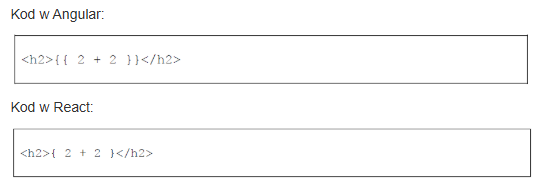 Kod w Angular:
<h2>{{ 2 + 2 }}</h2>
Kod w React:
<h2>{ 2 + 2 }</h2>